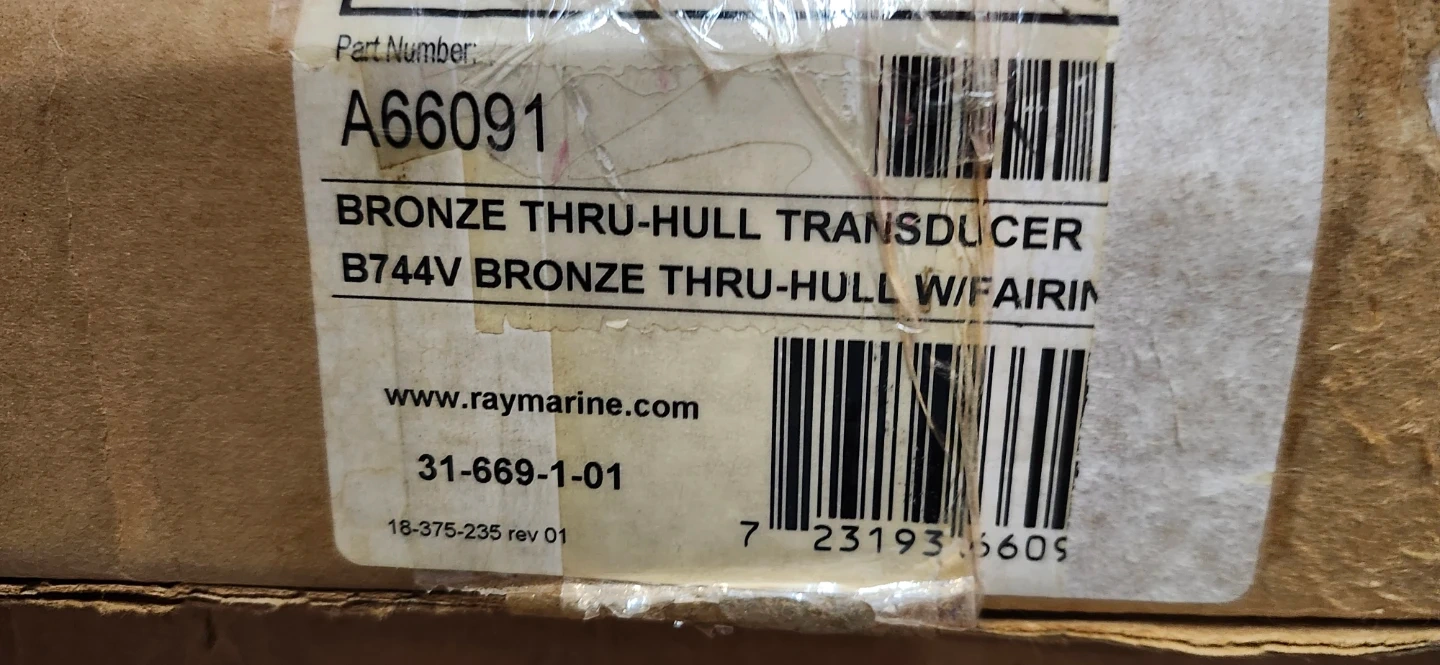 Part Number:
A66091
BRONZE THRU-HULL TRANSDUCER
B744V BRONZE THRU-HULL W/FAIRIN
www.raymarine.com
31-669-1-01
18-375-235 rev 01
7 23193 6609